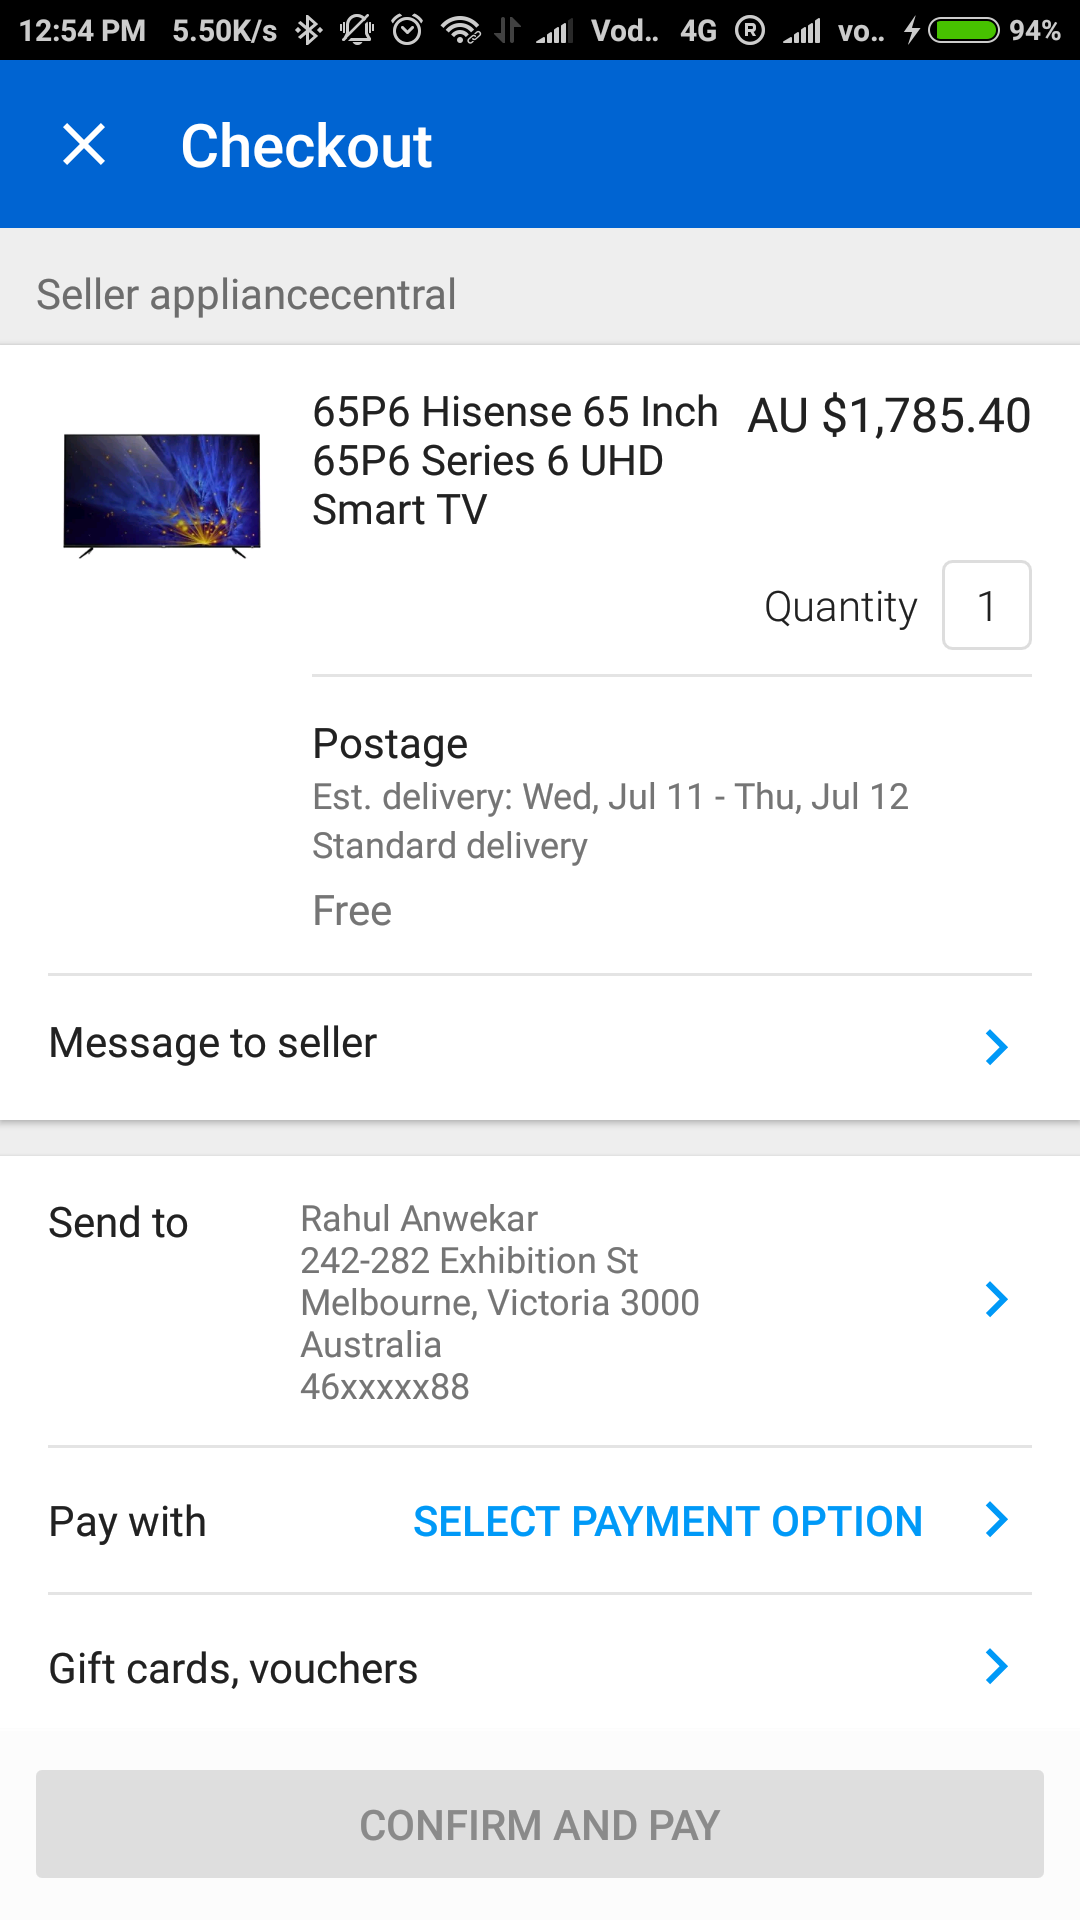 12:54 PM 5.50K/s Vod.. 4G R vo.. 94%
Checkout
Seller appliancecentral
65P6 Hisense 65 Inch AU $1,785.40
65P6 Series 6 UHD
Smart TV
Quantity 1
Postage
Est. delivery: Wed, Jul 11 - Thu, Jul 12
Standard delivery
Free
Message to seller
Send to Rahul Anwekar
242-282 Exhibition St
Melbourne, Victoria 3000
Australia
46xxxxx88
Pay with SELECT PAYMENT OPTION
Gift cards, vouchers
CONFIRM AND PAY